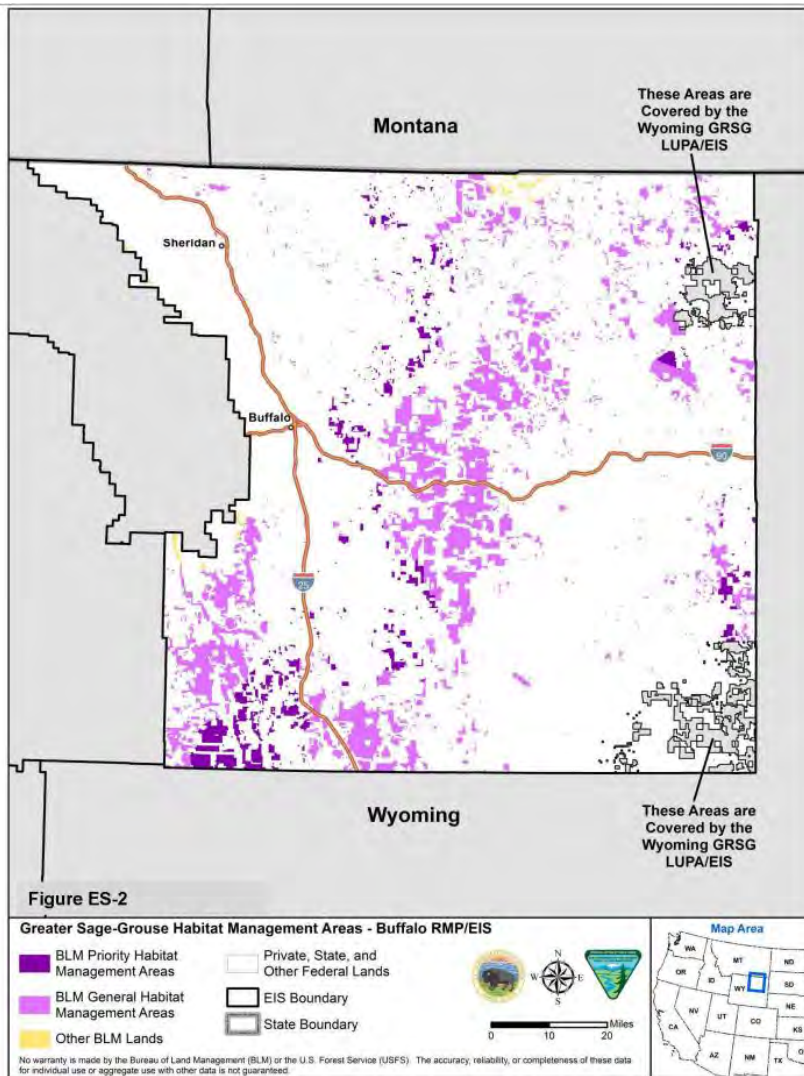 Montana
These Areas are
Covered by the
Wyoming GRSG
LUPA/EIS
Sheridan
Buffalo
90
25
Wyoming
These Areas are
Covered by the
Wyoming GRSG
LUPA/EIS
Figure ES-2
Greater Sage-Grouse Habitat Management Areas - Buffalo RMP/EIS
BLM Priority Habitat
Management Areas
BLM General Habitat
Management Areas
Other BLM Lands
Private, State, and
Other Federal Lands
EIS Boundary
State Boundary
N
W E
S
0 10 20 Miles
No warranty is made by the Bureau of Land Management (BLM) or the U.S. Forest Service (USFS). The accuracy, reliability, or completeness of these data
for individual use or aggregate use with other data is not guaranteed.
Map Area
WA
MT
ND
OR
ID
WY
SD
NE
NV
UT
CO
KS
CA
AZ
NM
TX